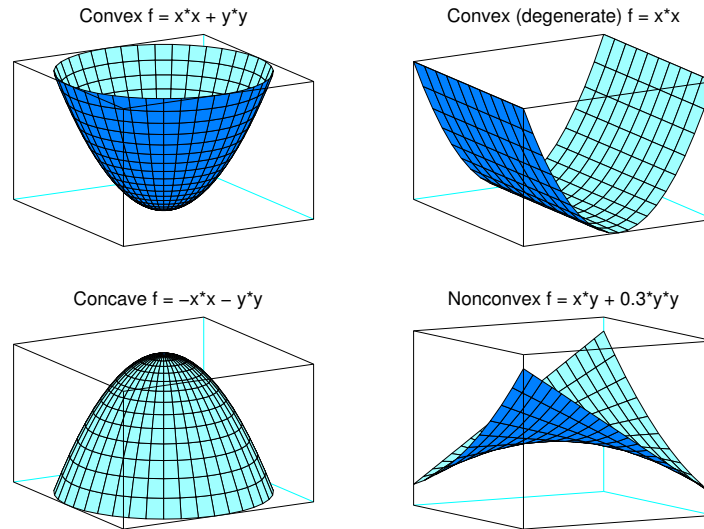 Convex f = x*x + y*y
Convex (degenerate) f = x*x
Concave f = −x*x − y*y
Nonconvex f = x*y + 0.3*y*y